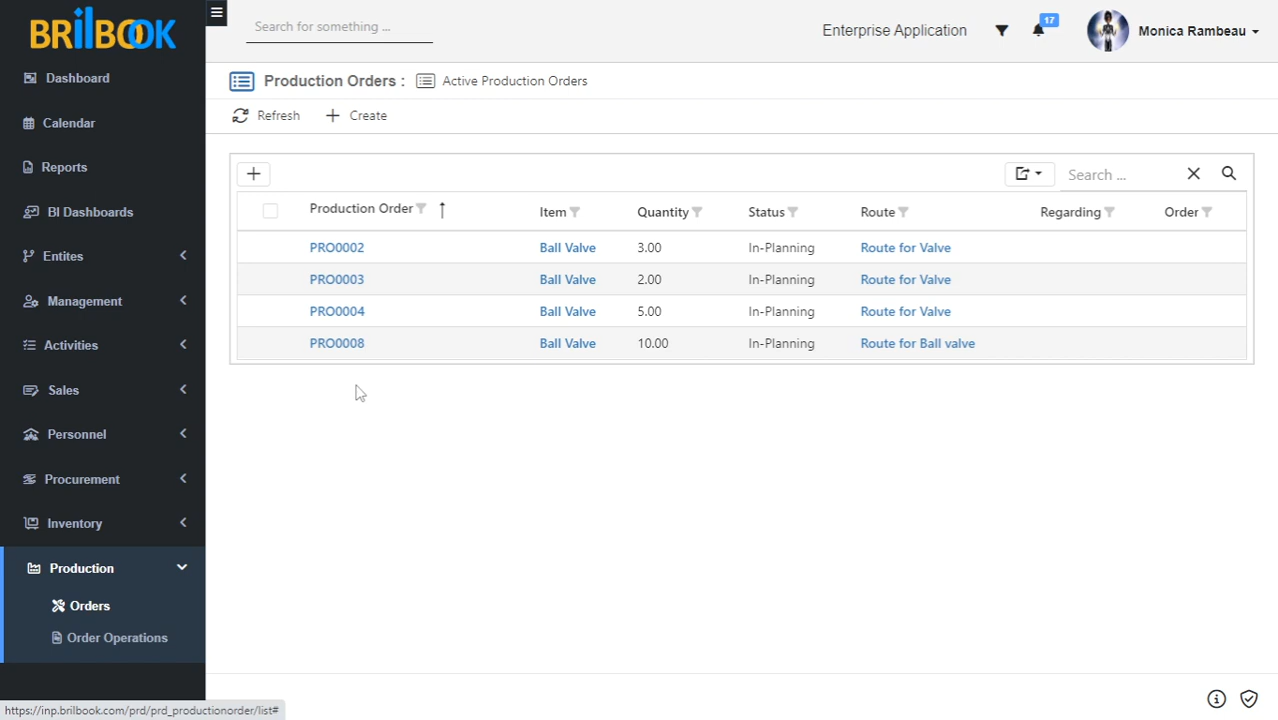 BRILBOOK
Search for something ...
Enterprise Application
17
Monica Rambeau
Dashboard
Calendar
Reports
BI Dashboards
Entites
Management
Activities
Sales
Personnel
Procurement
Inventory
Production
Orders
Order Operations
Production Orders : Active Production Orders
Refresh Create
Search ...
Production Order Item Quantity Status Route Regarding Order
PRO0002 Ball Valve 3.00 In-Planning Route for Valve
PRO0003 Ball Valve 2.00 In-Planning Route for Valve
PRO0004 Ball Valve 5.00 In-Planning Route for Valve
PRO0008 Ball Valve 10.00 In-Planning Route for Ball valve
https://inp.brilbook.com/prd/prd_productionorder/list#